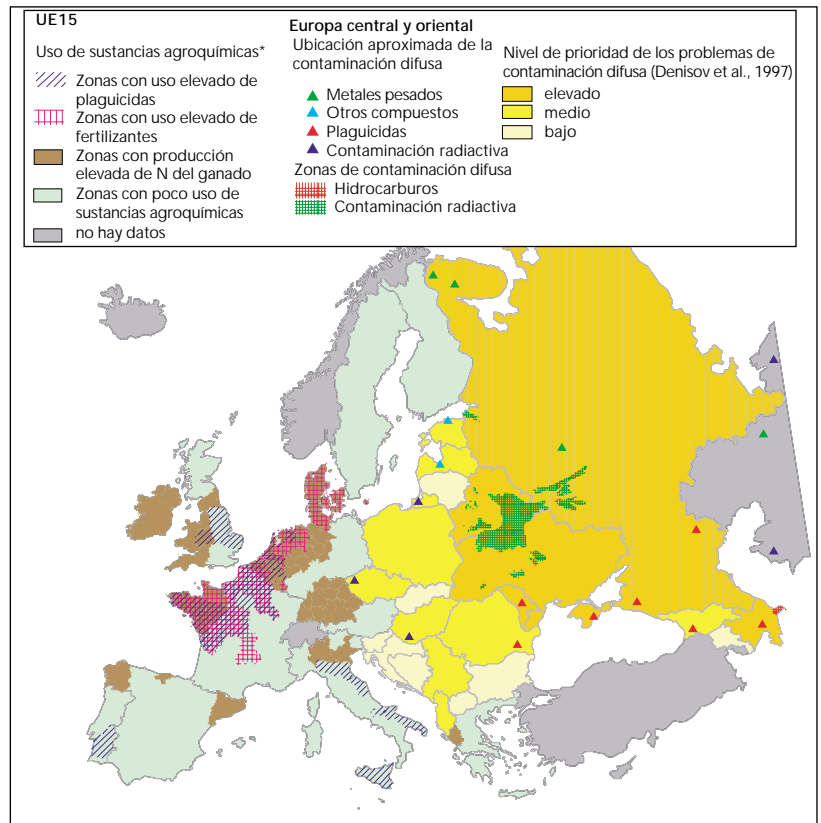 UE15
Uso de sustancias agroquímicas*
Zonas con uso elevado de
plaguicidas
Zonas con uso elevado de
fertilizantes
Zonas con producción
elevada de N del ganado
Zonas con poco uso de
sustancias agroquímicas
no hay datos
Europa central y oriental
Ubicación aproximada de la
contaminación difusa
Metales pesados
Otros compuestos
Plaguicidas
Contaminación radiactiva
Zonas de contaminación difusa
Hidrocarburos
Contaminación radiactiva
Nivel de prioridad de los problemas de
contaminación difusa (Denisov et al., 1997)
elevado
medio
bajo